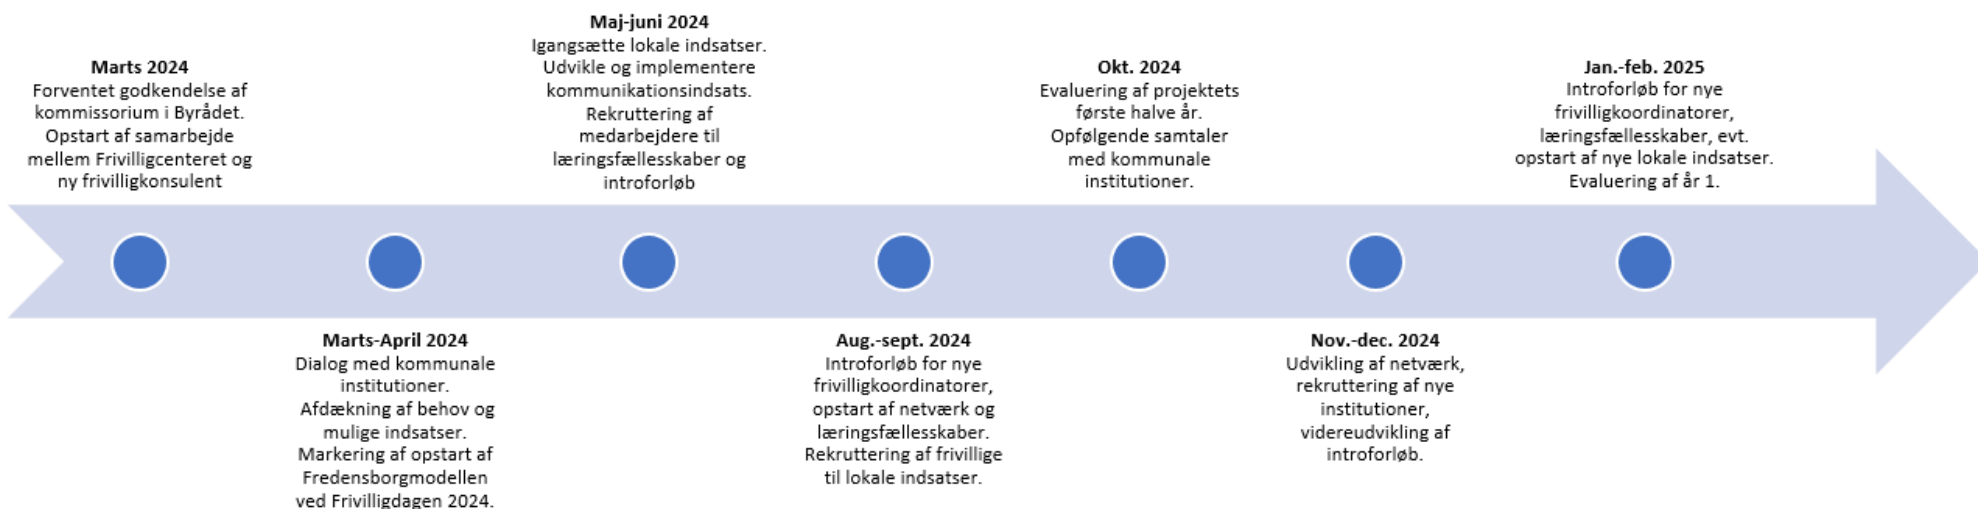 Marts 2024
Forventet godkendelse af
kommissorium i Byrådet.
Opstart af samarbejde
mellem Frivilligcenteret og
ny frivilligkonsulent
Marts-April 2024
Dialog med kommunale
institutioner.
Afdækning af behov og
mulige indsatser.
Markering af opstart af
Fredensborgmodellen
ved Frivilligdagen 2024.
Maj-juni 2024
Igangsætte lokale indsatser.
Udvikle og implementere
kommunikationsindsats.
Rekruttering af
medarbejdere til
læringsfællesskaber og
introforløb
Aug.-sept. 2024
Introforløb for nye
frivilligkoordinatorer,
opstart af netværk og
læringsfællesskaber.
Rekruttering af frivillige
til lokale indsatser.
Okt. 2024
Evaluering af projektets
første halve år.
Opfølgende samtaler
med kommunale
institutioner.
Nov.-dec. 2024
Udvikling af netværk,
rekruttering af nye
institutioner,
videreudvikling af
introforløb.
Jan.-feb. 2025
Introforløb for nye
frivilligkoordinatorer,
læringsfællesskaber, evt.
opstart af nye lokale indsatser.
Evaluering af år 1.